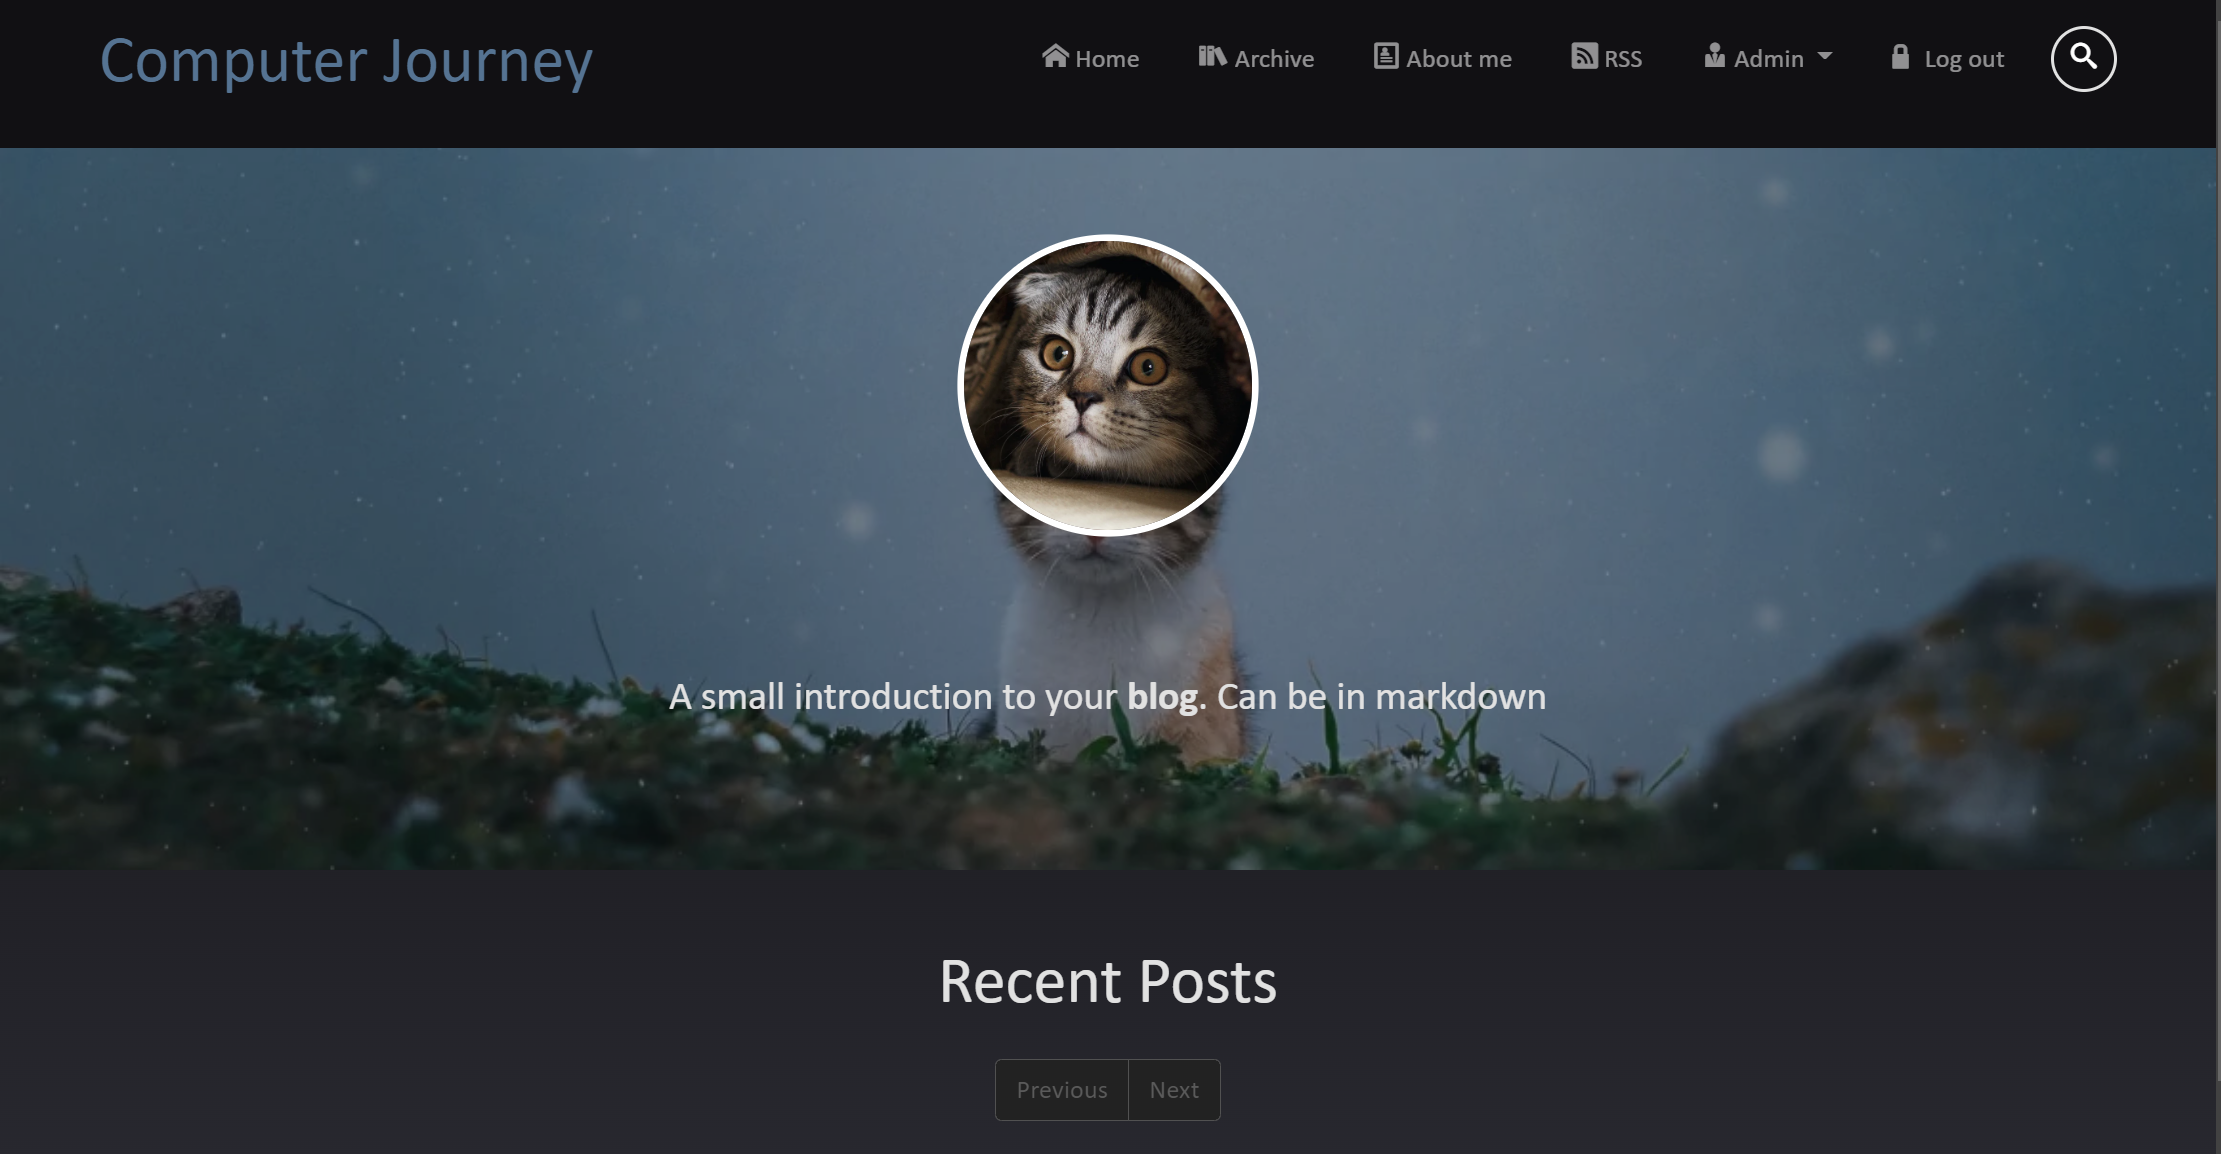 Computer Journey
Home
Archive
About me
RSS
Admin
Log out
A small introduction to your blog. Can be in markdown
Recent Posts
Previous
Next